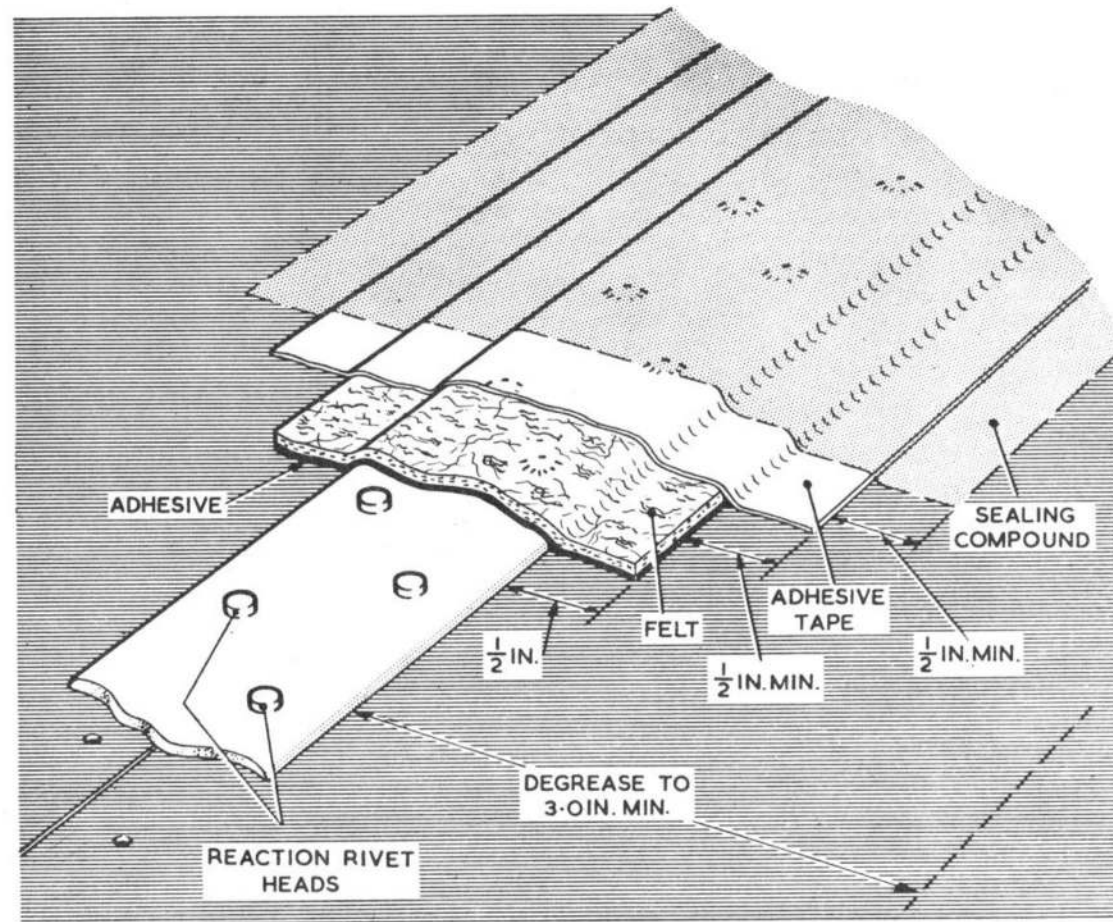 ADHESIVE
SEALING
COMPOUND
ADHESIVE
TAPE
FELT
1/2 IN.
1/2 IN. MIN.
1/2 IN. MIN.
DEGREASE TO
3·0 IN. MIN.
REACTION RIVET
HEADS